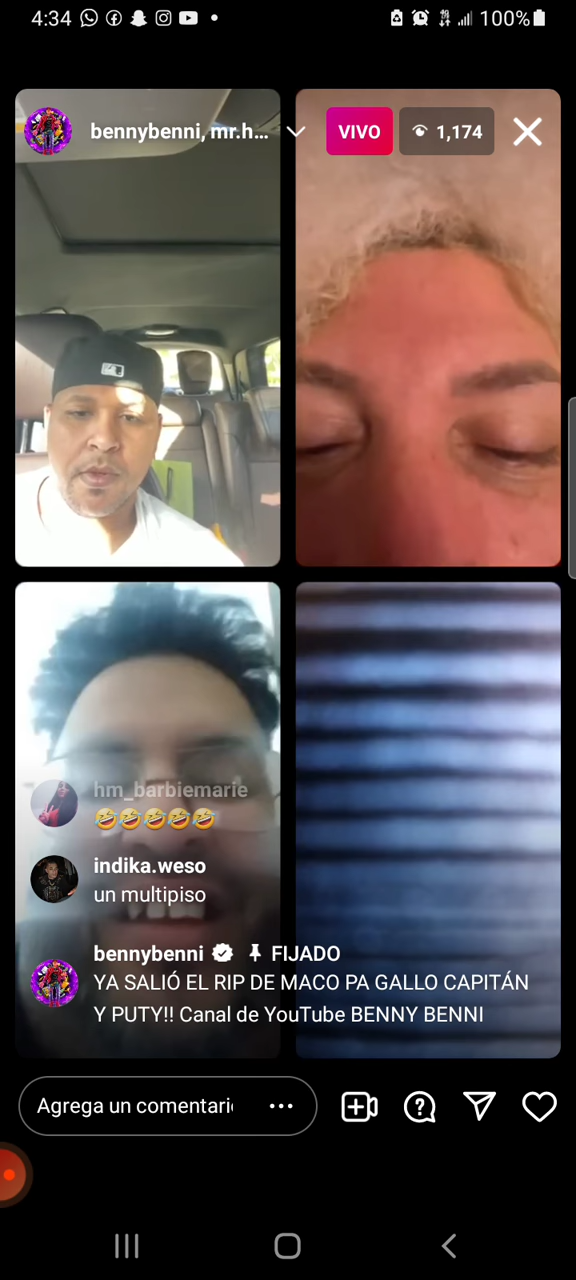 4:34
100%
bennybenni, mr.h...
VIVO
1,174
hm_barbiemarie
🤣🤣🤣🤣🤣
indika.weso
un multipiso
bennybenni FIJADO
YA SALIÓ EL RIP DE MACO PA GALLO CAPITÁN
Y PUTY!! Canal de YouTube BENNY BENNI
Agrega un comentari